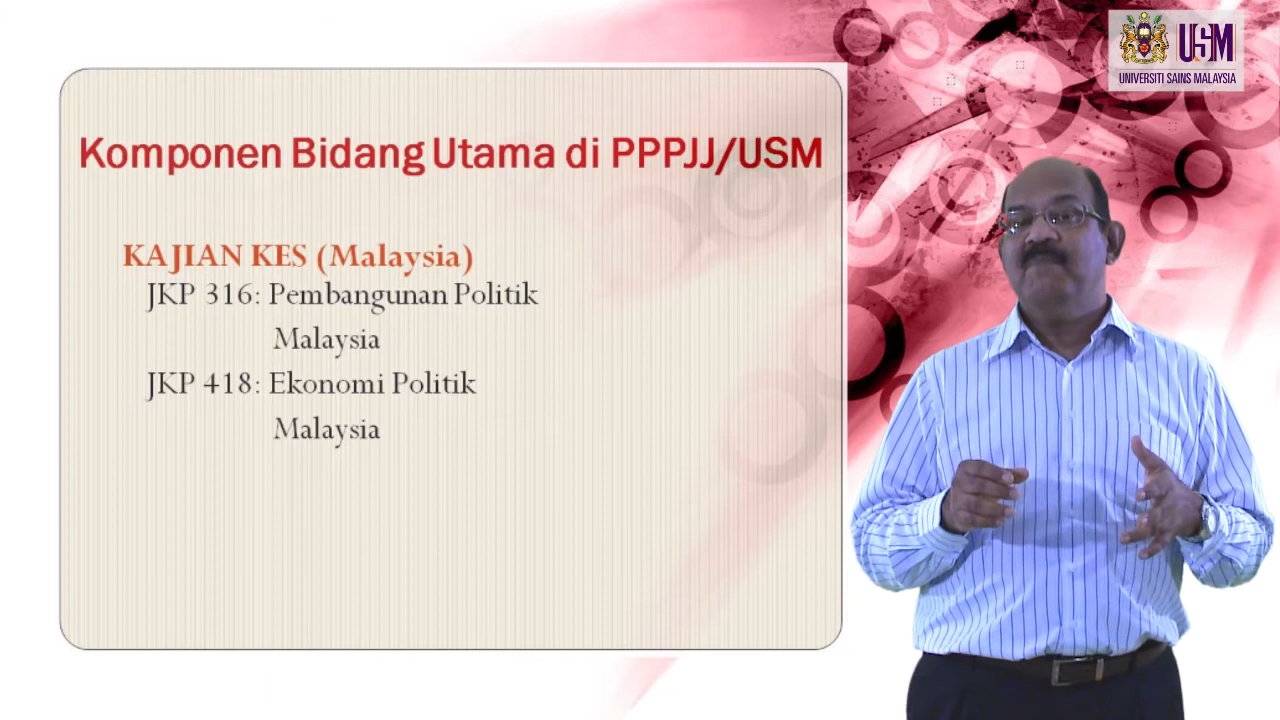 USM
UNIVERSITI SAINS MALAYSIA
Komponen Bidang Utama di PPPJJ/USM
KAJIAN KES (Malaysia)
JKP 316: Pembangunan Politik
Malaysia
JKP 418: Ekonomi Politik
Malaysia